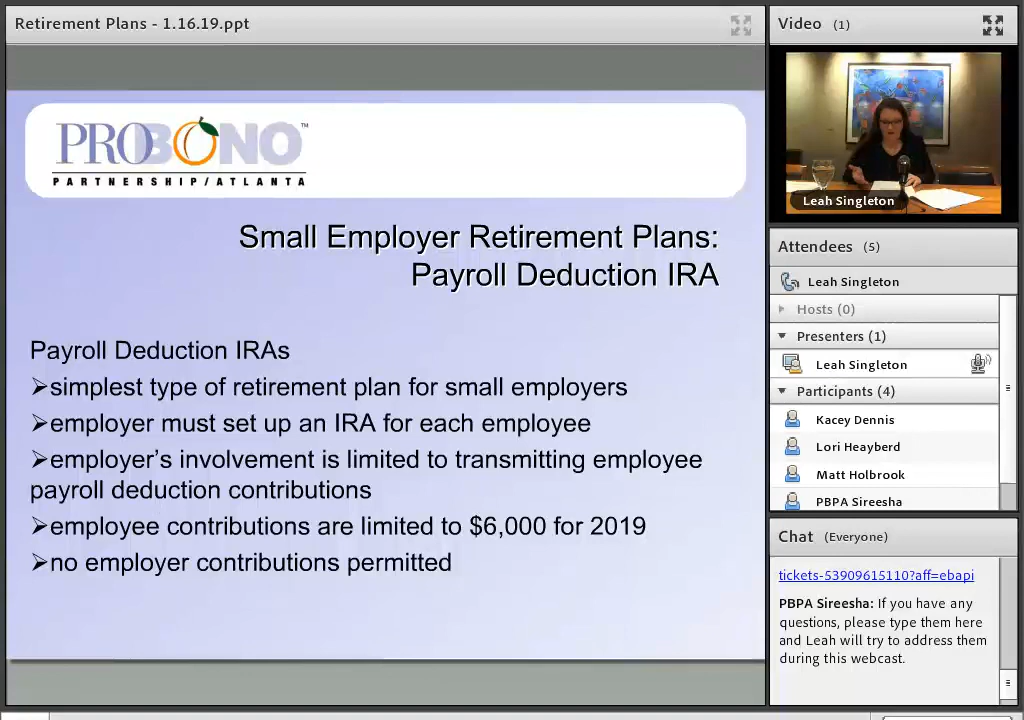 Retirement Plans - 1.16.19.ppt
PROBONO™
PARTNERSHIP/ATLANTA
Small Employer Retirement Plans:
Payroll Deduction IRA
Payroll Deduction IRAs
➢simplest type of retirement plan for small employers
➢employer must set up an IRA for each employee
➢employer's involvement is limited to transmitting employee
payroll deduction contributions
➢employee contributions are limited to $6,000 for 2019
➢no employer contributions permitted
Video (1)
Leah Singleton
Attendees (5)
Leah Singleton
Hosts (0)
Presenters (1)
Leah Singleton
Participants (4)
Kacey Dennis
Lori Heayberd
Matt Holbrook
PBPA Sireesha
Chat (Everyone)
tickets-53909615110?aff=ebapi
PBPA Sireesha: If you have any
questions, please type them here
and Leah will try to address them
during this webcast.